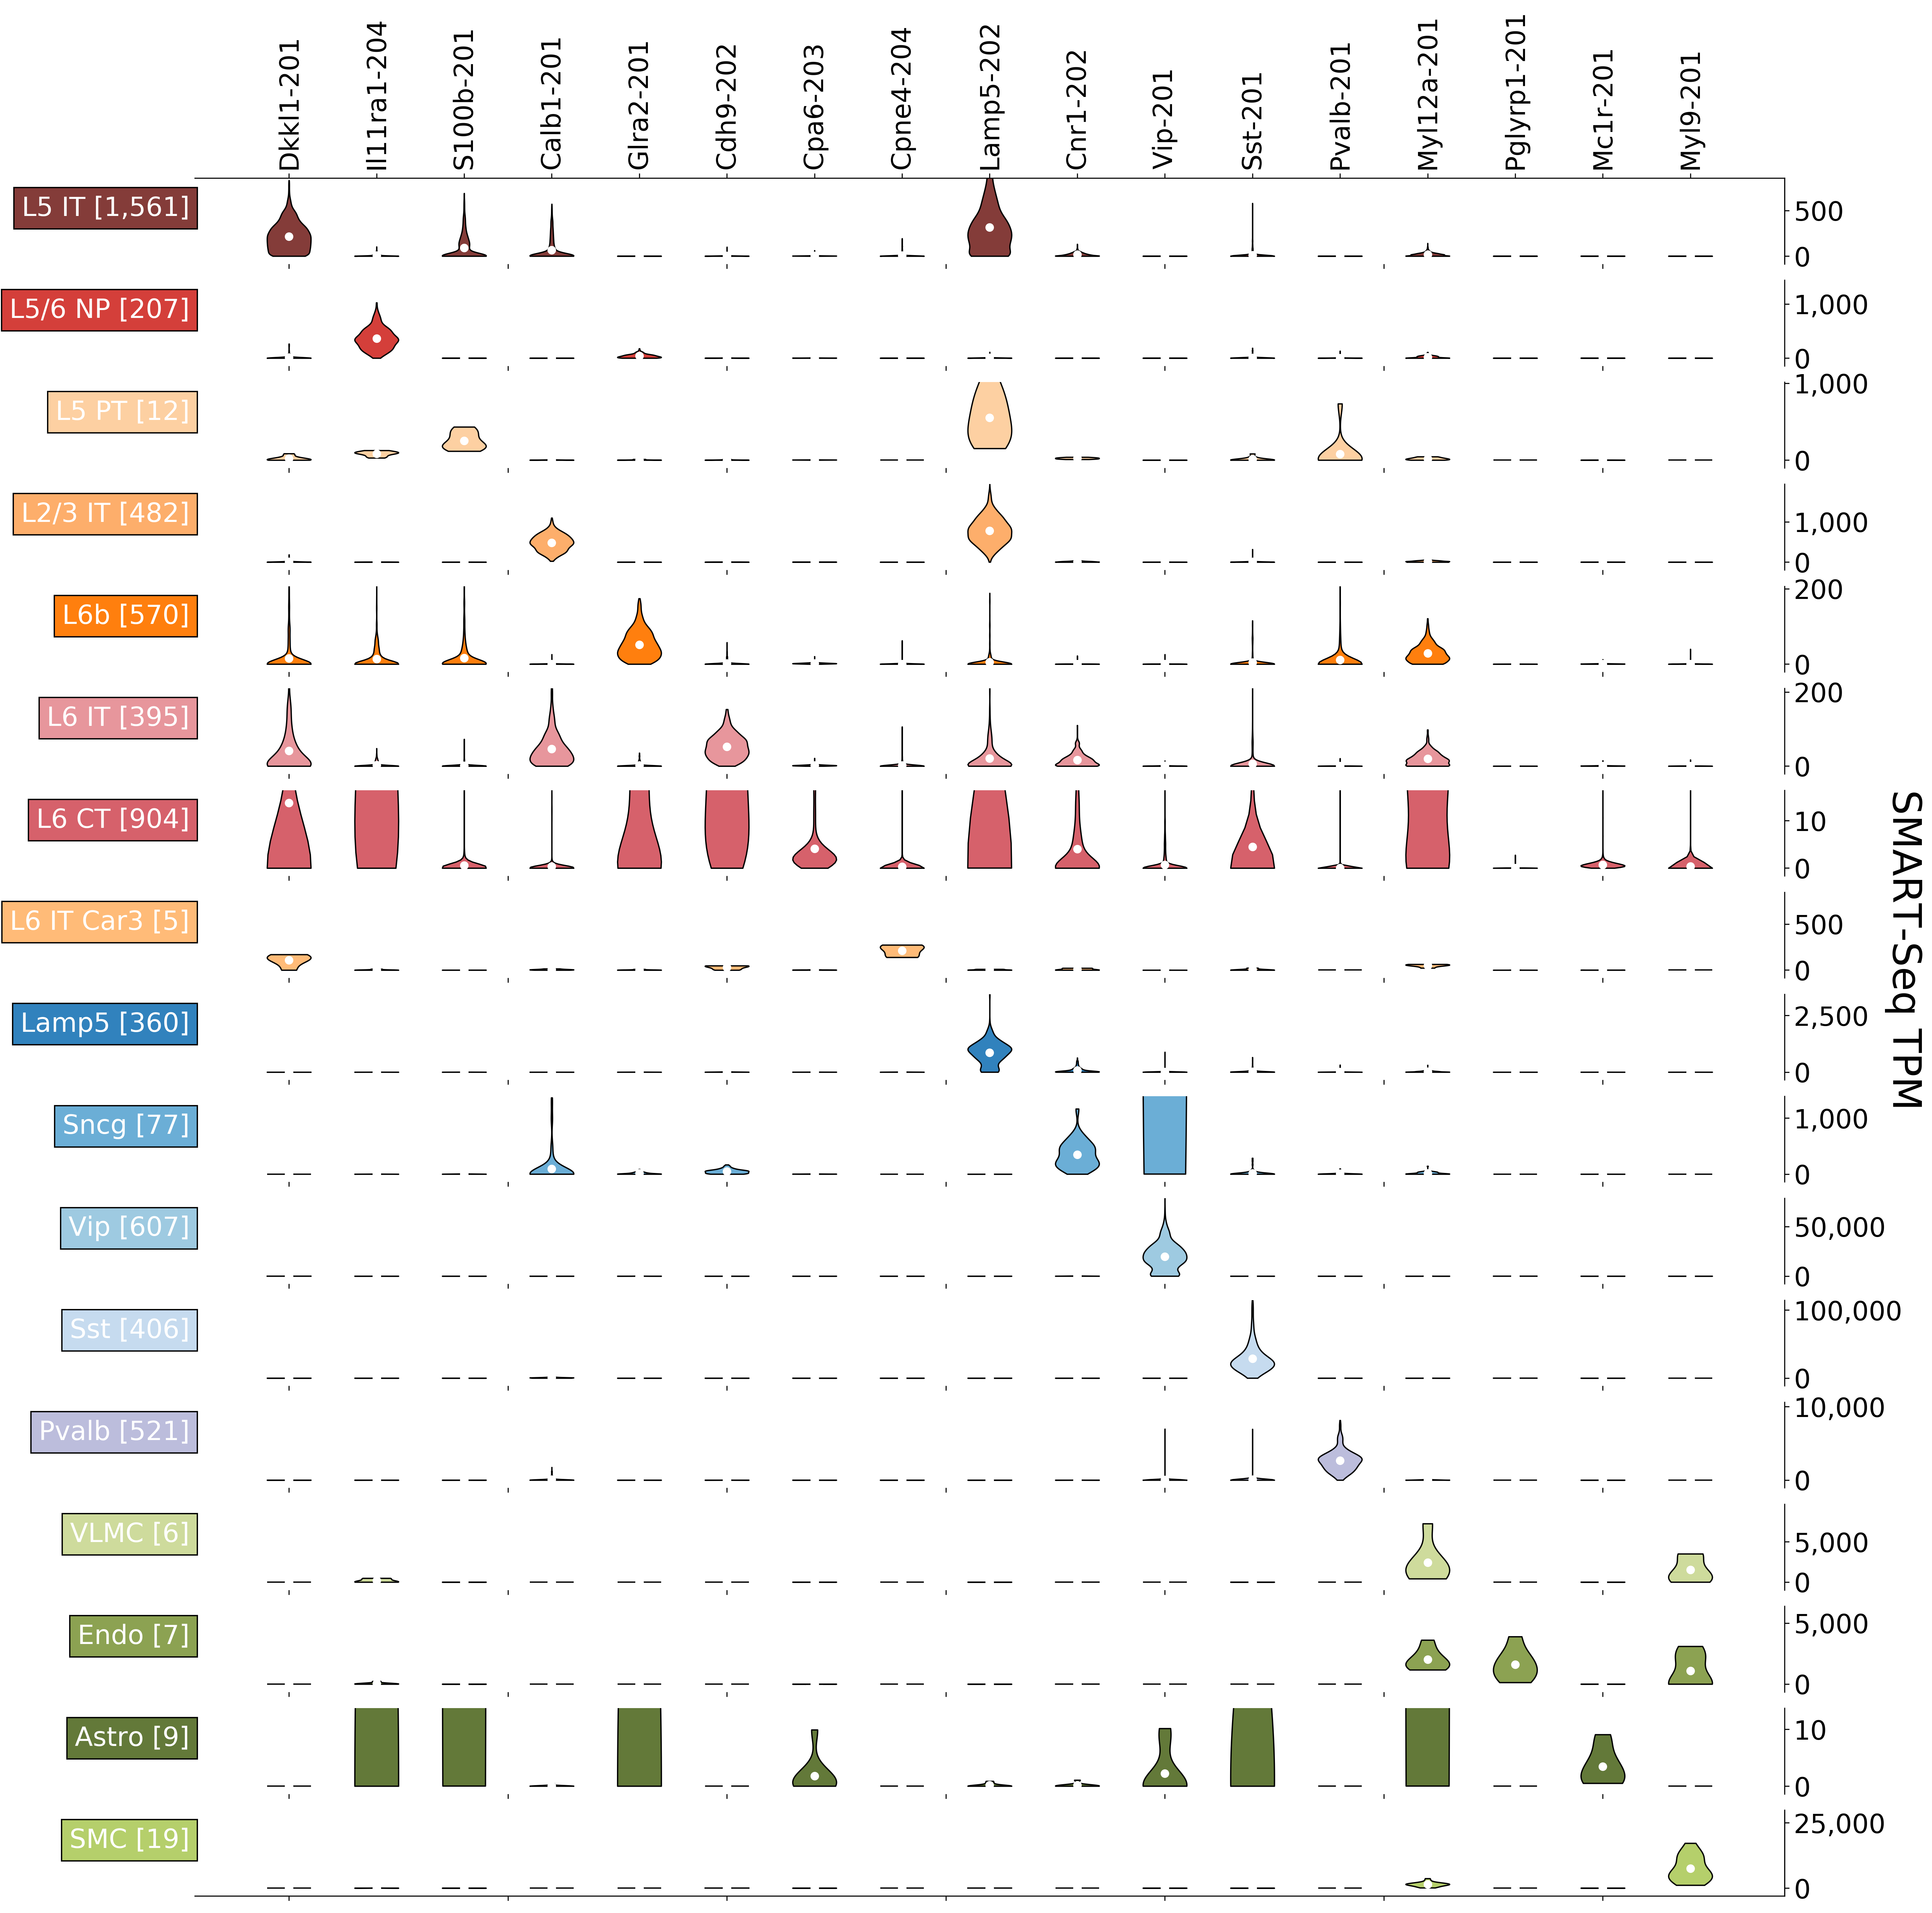 Dkkl1-201
Il11ra1-204
S100b-201
Calb1-201
Glra2-201
Cdh9-202
Cpa6-203
Cpne4-204
Lamp5-202
Cnr1-202
Vip-201
Sst-201
Pvalb-201
Myl12a-201
Pglyrp1-201
Mc1r-201
Myl9-201
L5 IT [1,561]
500
0
L5/6 NP [207]
1,000
0
L5 PT [12]
1,000
0
L2/3 IT [482]
1,000
0
L6b [570]
200
0
L6 IT [395]
200
0
L6 CT [904]
10
0
L6 IT Car3 [5]
500
0
Lamp5 [360]
2,500
0
Sncg [77]
1,000
0
Vip [607]
50,000
0
Sst [406]
100,000
0
Pvalb [521]
10,000
0
VLMC [6]
5,000
0
Endo [7]
5,000
0
Astro [9]
10
0
SMC [19]
25,000
0
SMART-Seq TPM